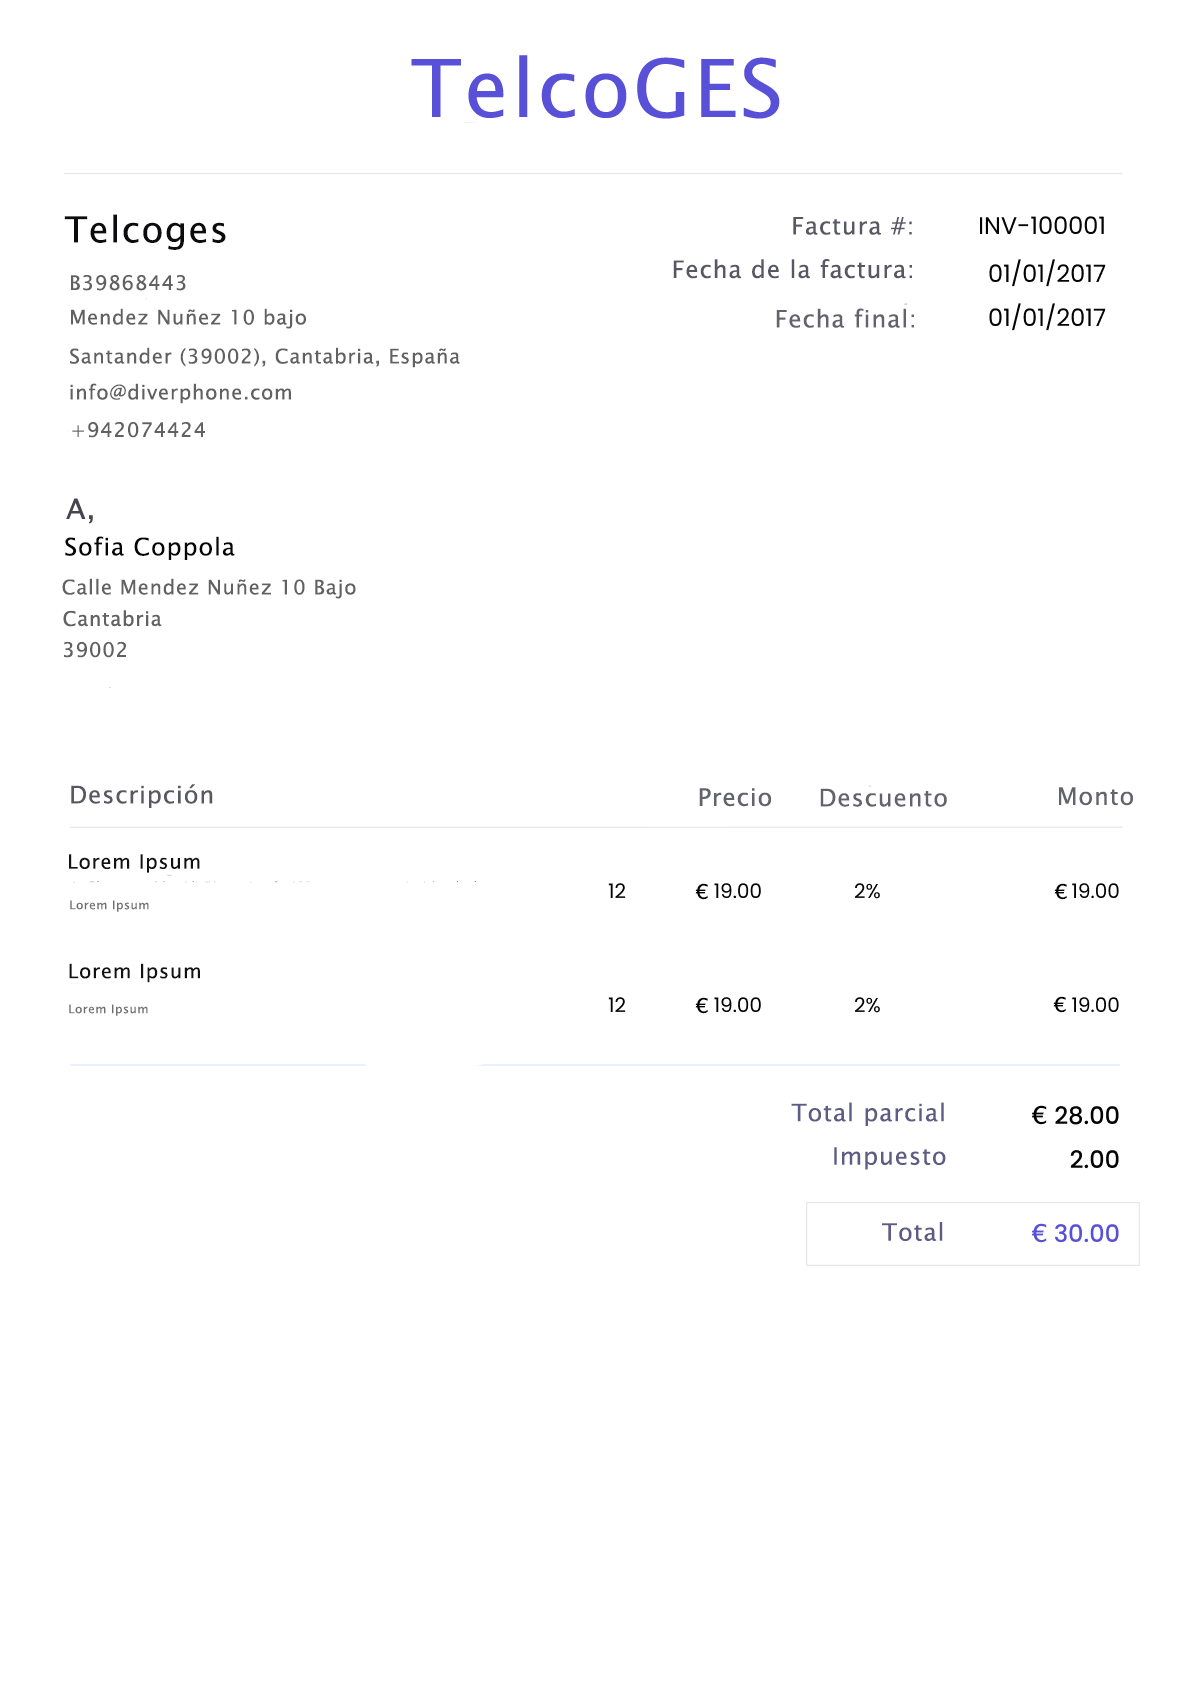 TelcoGES
Telcoges
B39868443
Mendez Nuñez 10 bajo
Santander (39002), Cantabria, España
info@diverphone.com
+942074424
Factura #: INV-100001
Fecha de la factura: 01/01/2017
Fecha final: 01/01/2017
A,
Sofia Coppola
Calle Mendez Nuñez 10 Bajo
Cantabria
39002
Descripción Precio Descuento Monto
Lorem Ipsum
Lorem Ipsum 12 € 19.00 2% € 19.00
Lorem Ipsum
Lorem Ipsum 12 € 19.00 2% € 19.00
Total parcial € 28.00
Impuesto 2.00
Total € 30.00